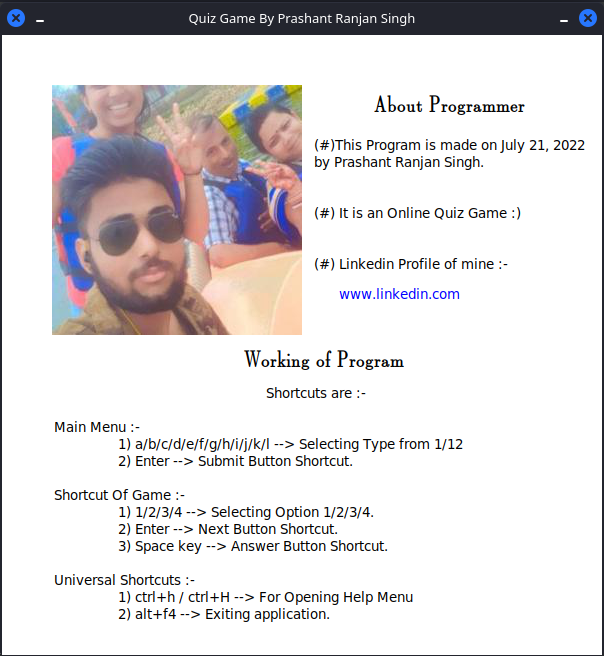 Quiz Game By Prashant Ranjan Singh
About Programmer
(#)This Program is made on July 21, 2022
by Prashant Ranjan Singh.
(#) It is an Online Quiz Game :)
(#) Linkedin Profile of mine :-
www.linkedin.com
Working of Program
Shortcuts are :-
Main Menu :-
1) a/b/c/d/e/f/g/h/i/j/k/l --> Selecting Type from 1/12
2) Enter --> Submit Button Shortcut.
Shortcut Of Game :-
1) 1/2/3/4 --> Selecting Option 1/2/3/4.
2) Enter --> Next Button Shortcut.
3) Space key --> Answer Button Shortcut.
Universal Shortcuts :-
1) ctrl+h / ctrl+H --> For Opening Help Menu
2) alt+f4 --> Exiting application.